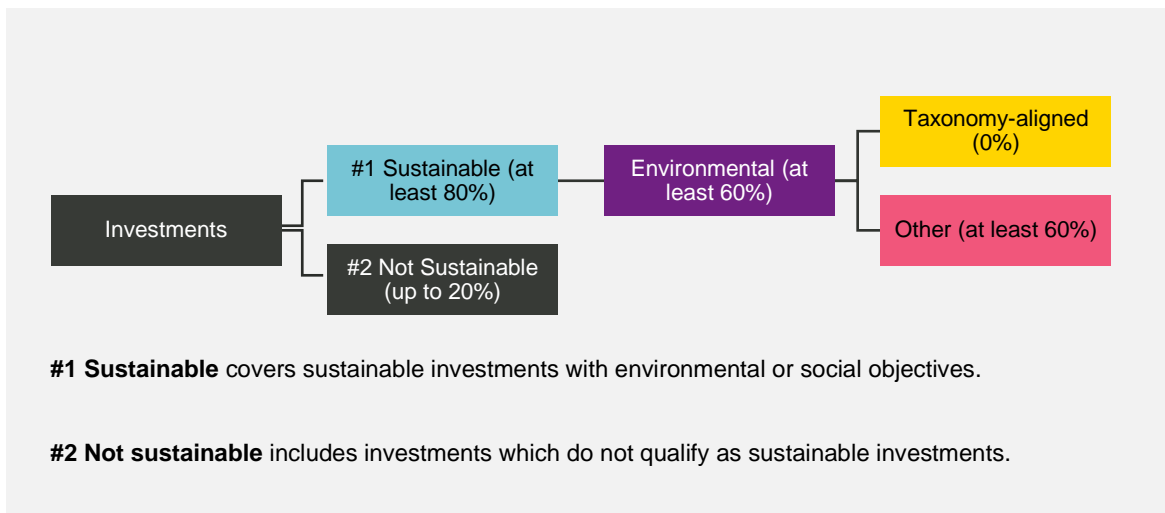 Taxonomy-aligned
(0%)
#1 Sustainable (at
least 80%)
Environmental (at
least 60%)
Investments
Other (at least 60%)
#2 Not Sustainable
(up to 20%)
#1 Sustainable covers sustainable investments with environmental or social objectives.
#2 Not sustainable includes investments which do not qualify as sustainable investments.